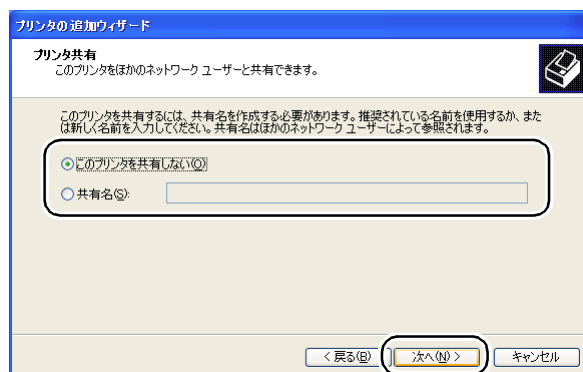 プリンタの追加ウィザード
プリンタ共有
このプリンタをほかのネットワーク ユーザーと共有できます。
このプリンタを共有するには、共有名を作成する必要があります。推奨されている名前を使用するか、また
は新しく名前を入力してください。共有名はほかのネットワーク ユーザーによって参照されます。
このプリンタを共有しない(O)
共有名(S):
< 戻る(B)
次へ(N) >
キャンセル